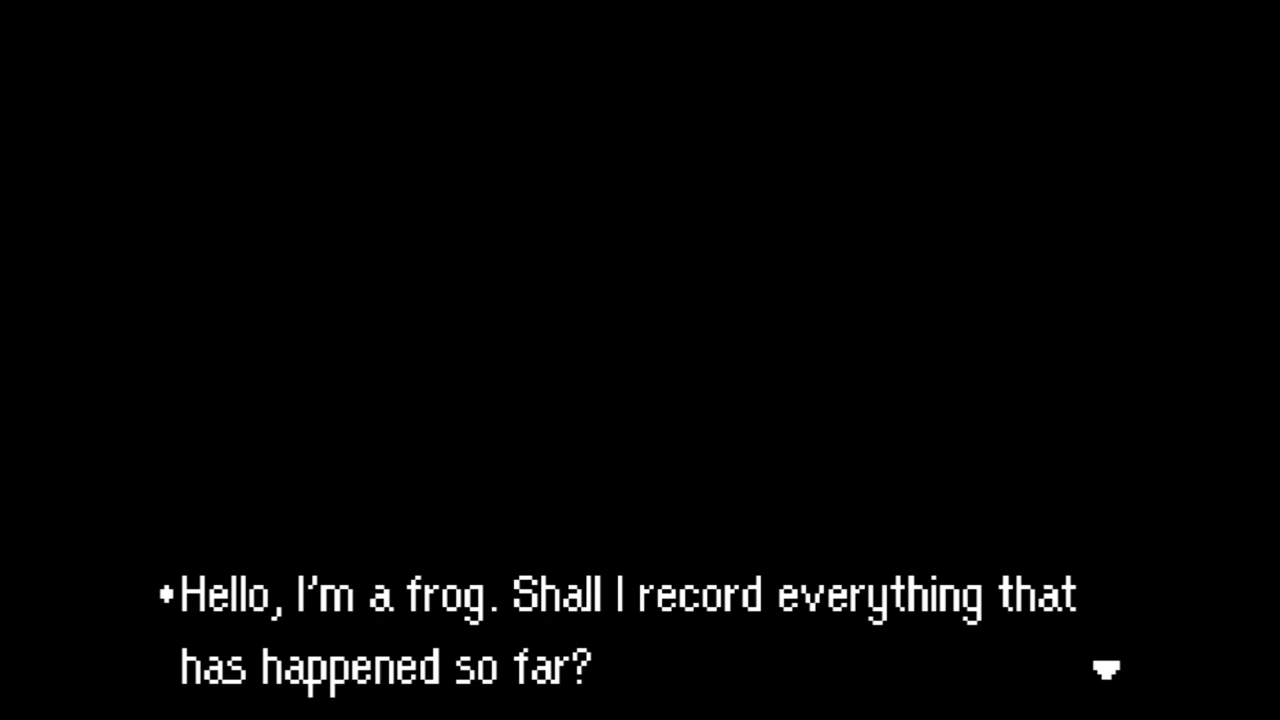 •Hello, I'm a frog. Shall I record everything that
has happened so far?